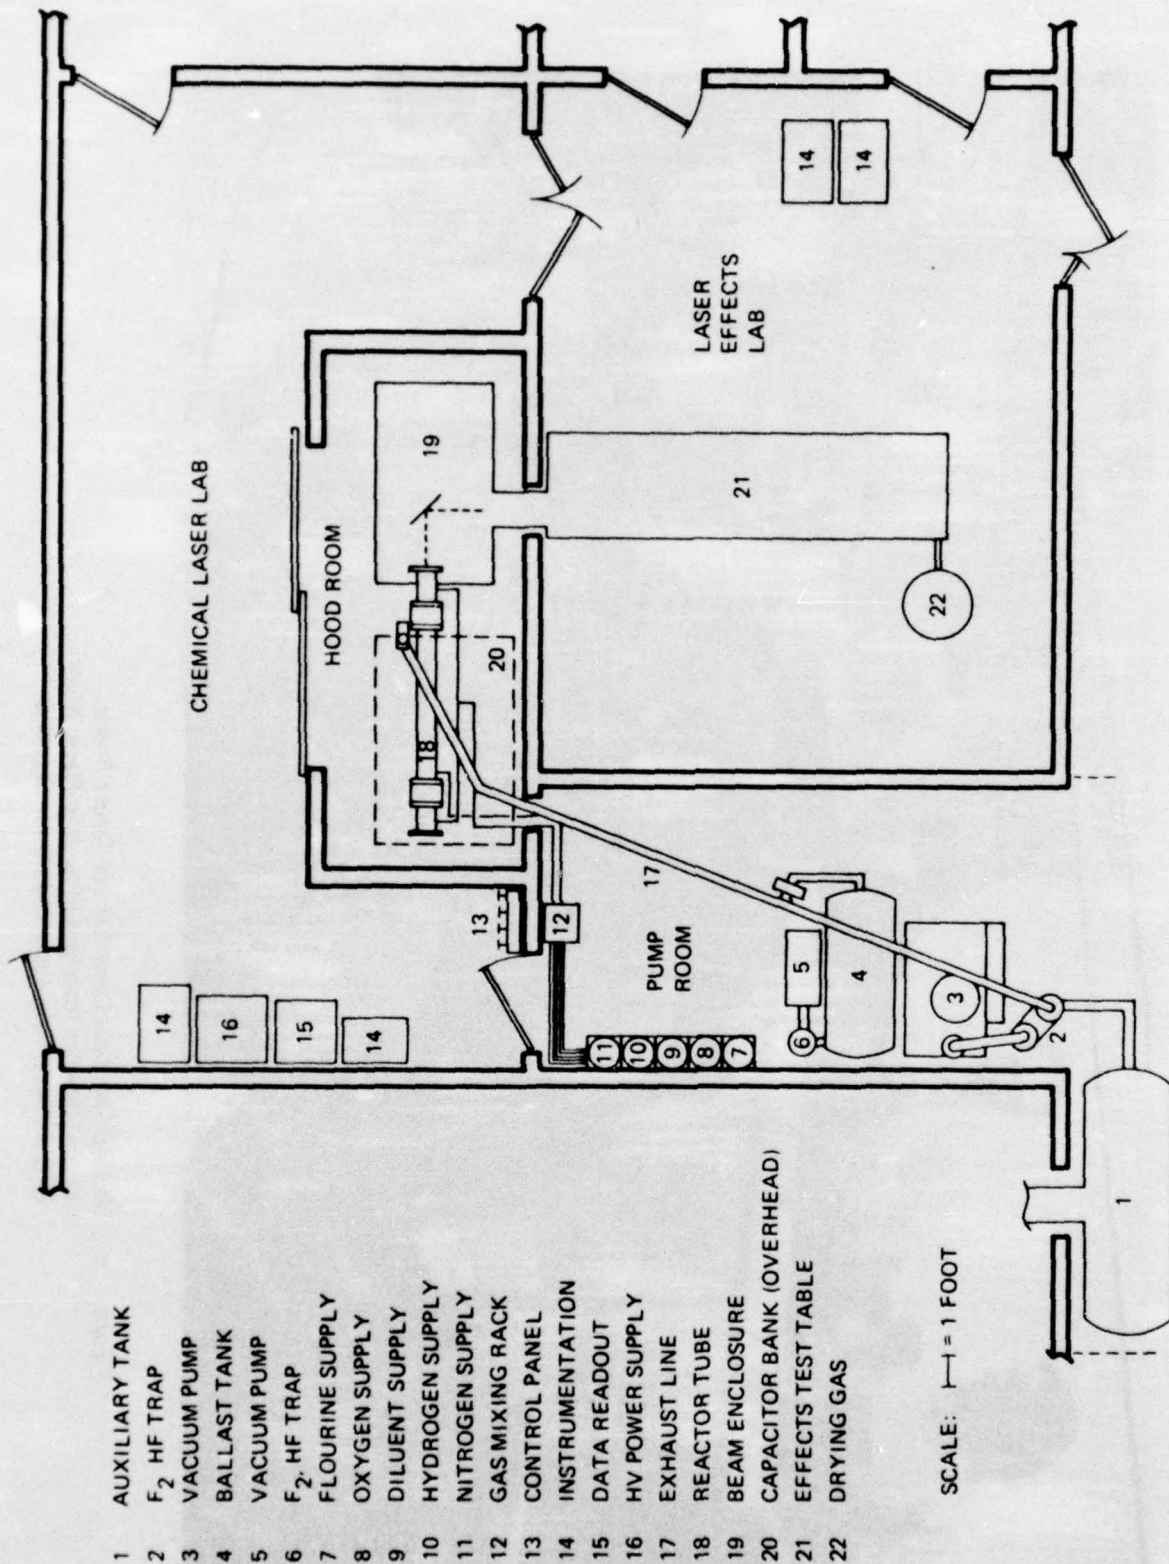 CHEMICAL LASER LAB
HOOD ROOM
LASER
EFFECTS
LAB
PUMP
ROOM
14
16
15
14
13
12
11
10
9
8
7
17
18
19
20
21
22
14
14
5
6
4
3
2
1
1 AUXILIARY TANK
2 F2 HF TRAP
3 VACUUM PUMP
4 BALLAST TANK
5 VACUUM PUMP
6 F2· HF TRAP
7 FLOURINE SUPPLY
8 OXYGEN SUPPLY
9 DILUENT SUPPLY
10 HYDROGEN SUPPLY
11 NITROGEN SUPPLY
12 GAS MIXING RACK
13 CONTROL PANEL
14 INSTRUMENTATION
15 DATA READOUT
16 HV POWER SUPPLY
17 EXHAUST LINE
18 REACTOR TUBE
19 BEAM ENCLOSURE
20 CAPACITOR BANK (OVERHEAD)
21 EFFECTS TEST TABLE
22 DRYING GAS
SCALE: = 1 FOOT